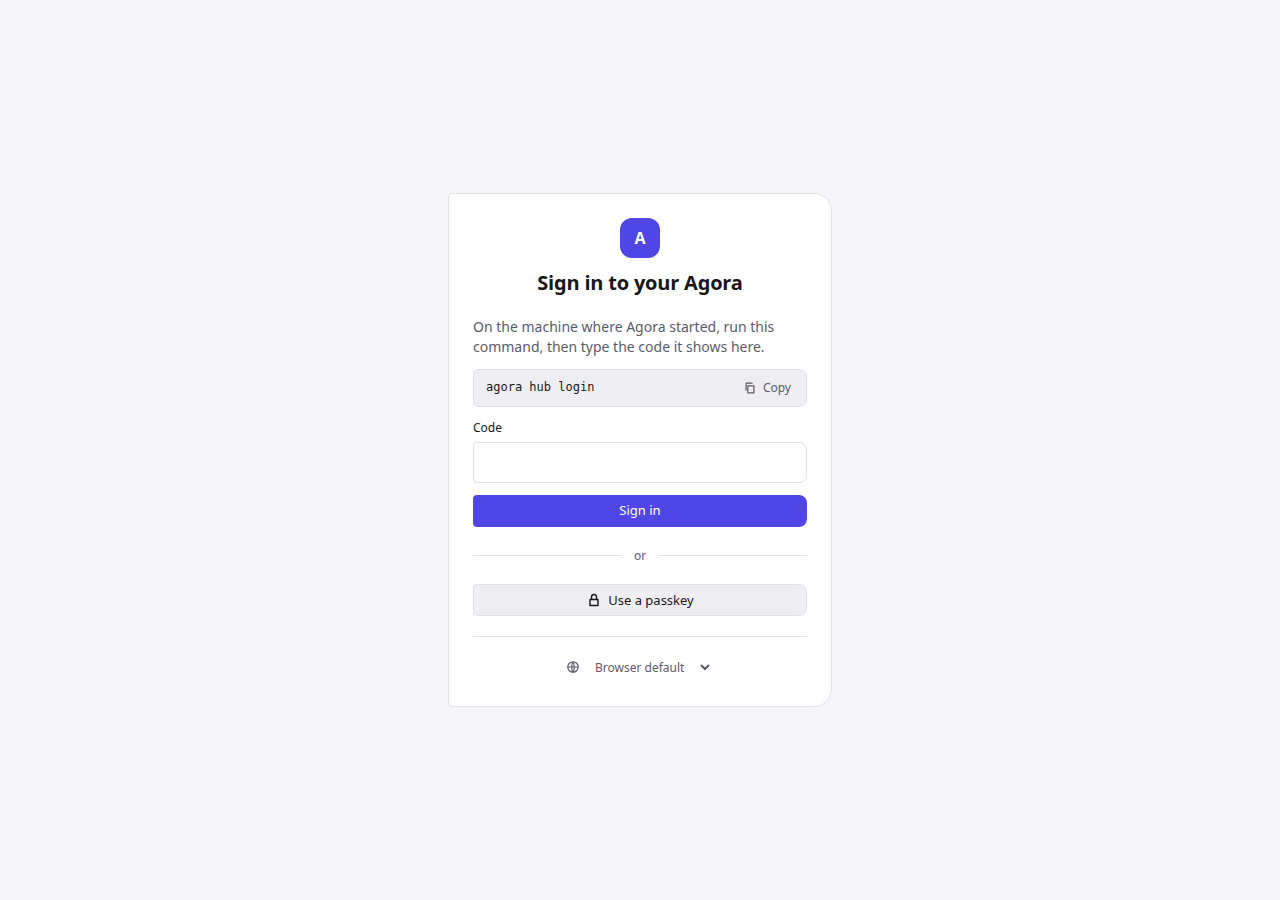 A
Sign in to your Agora
On the machine where Agora started, run this
command, then type the code it shows here.
agora hub login
Copy
Code
Sign in
or
Use a passkey
Browser default